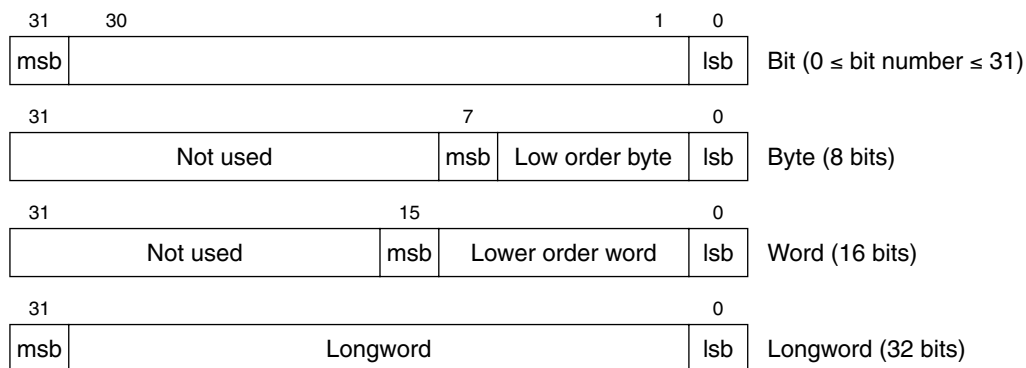 31 30 1 0
msb lsb Bit (0 ≤ bit number ≤ 31)
31 7 0
Not used msb Low order byte lsb Byte (8 bits)
31 15 0
Not used msb Lower order word lsb Word (16 bits)
31 0
msb Longword lsb Longword (32 bits)